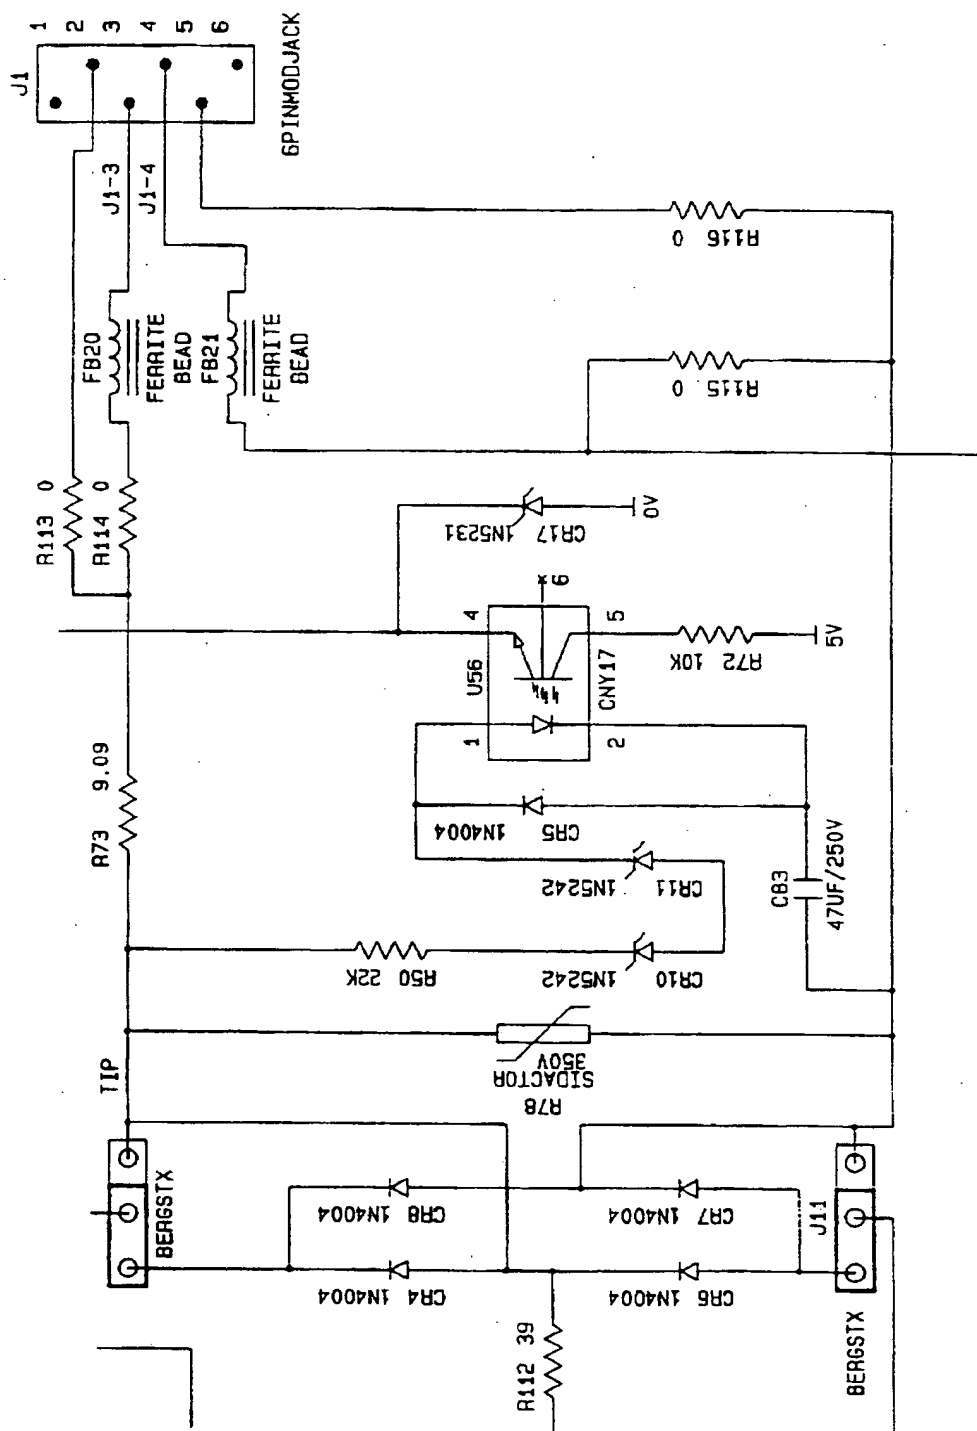 J1
1
2
3
4
5
6
6PINMODJACK
J1-3
J1-4
FB20
FERRITE
BEAD
FB21
FERRITE
BEAD
R116 0
R115 0
R113 0
R114 0
CR17 1N5231
0V
4
6
5
U56
CNY17
1
2
R72 10K
5V
R73 9.09
CR5
1N4004
CR11
1N5242
C83
47UF/250V
R50 22K
CR10
1N5242
TIP
SIDACTOR
350V
R78
BERGSTX
CR8 1N4004
CR7 1N4004
J11
CR4 1N4004
CR6 1N4004
BERGSTX
R112 39